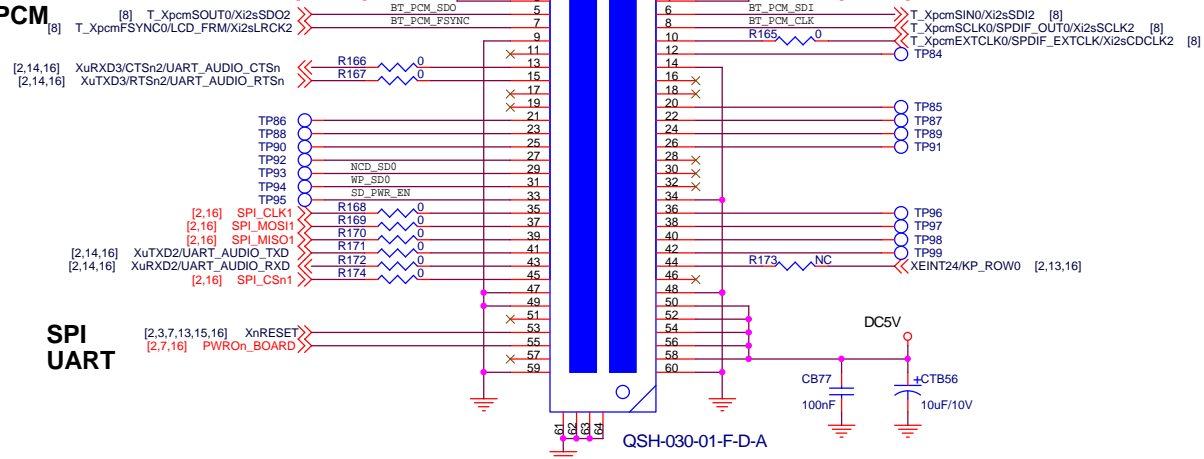 PCM
[8] T_XpcmSOUT0/Xi2sSDO2 BT_PCM_SDO 5 6 BT_PCM_SDI T_XpcmSIN0/Xi2sSDI2 [8]
[8] T_XpcmFSYNC0/LCD_FRM/Xi2sLRCK2 BT_PCM_FSYNC 7 8 BT_PCM_CLK T_XpcmSCLK0/SPDIF_OUT0/Xi2sSCLK2 [8]
9 10 R165 0 T_XpcmEXTCLK0/SPDIF_EXTCLK/Xi2sCDCLK2 [8]
11 12 TP84
[2,14,16] XuRXD3/CTSn2/UART_AUDIO_CTSn R166 0 13 14
[2,14,16] XuTXD3/RTSn2/UART_AUDIO_RTSn R167 0 15 16
17 18
19 20 TP85
TP86 21 22 TP87
TP88 23 24 TP89
TP90 25 26 TP91
TP92 27 28
TP93 NCD_SD0 29 30
TP94 WP_SD0 31 32
TP95 SD_PWR_EN 33 34
[2,16] SPI_CLK1 R168 0 35 36 TP96
[2,16] SPI_MOSI1 R169 0 37 38 TP97
[2,16] SPI_MISO1 R170 0 39 40 TP98
[2,14,16] XuTXD2/UART_AUDIO_TXD R171 0 41 42 TP99
[2,14,16] XuRXD2/UART_AUDIO_RXD R172 0 43 44 R173 NC XEINT24/KP_ROW0 [2,13,16]
[2,16] SPI_CSn1 R174 0 45 46
47 48
49 50
51 52
SPI
UART
[2,3,7,13,15,16] XnRESET 53 54
[2,7,16] PWROn_BOARD 55 56
57 58
59 60
DC5V
CB77
100nF
+ CTB56
10uF/10V
61 62 63 64
QSH-030-01-F-D-A